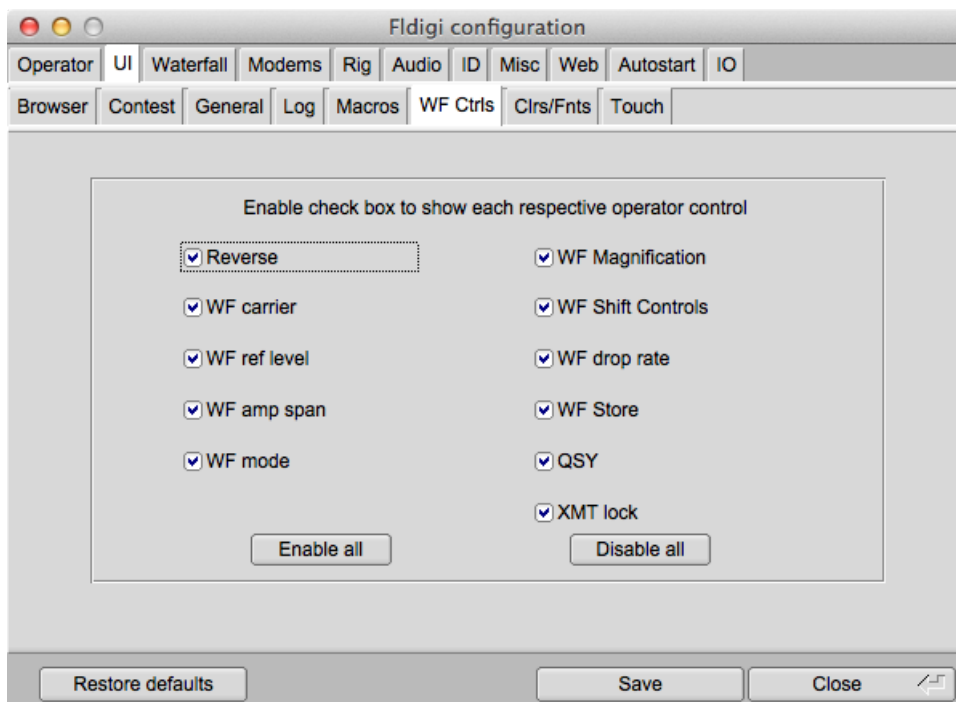 Fldigi configuration
Operator UI Waterfall Modems Rig Audio ID Misc Web Autostart IO
Browser Contest General Log Macros WF Ctrls Clrs/Fnts Touch
Enable check box to show each respective operator control
Reverse WF Magnification
WF carrier WF Shift Controls
WF ref level WF drop rate
WF amp span WF Store
WF mode QSY
XMT lock
Enable all Disable all
Restore defaults Save Close